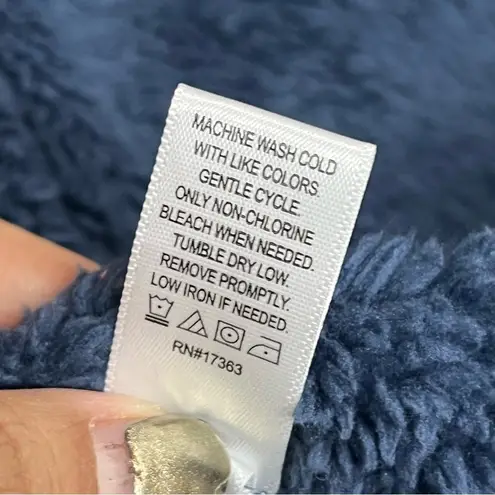 MACHINE WASH COLD
WITH LIKE COLORS.
GENTLE CYCLE.
ONLY NON-CHLORINE
BLEACH WHEN NEEDED.
TUMBLE DRY LOW.
REMOVE PROMPTLY.
LOW IRON IF NEEDED.
RN#17363